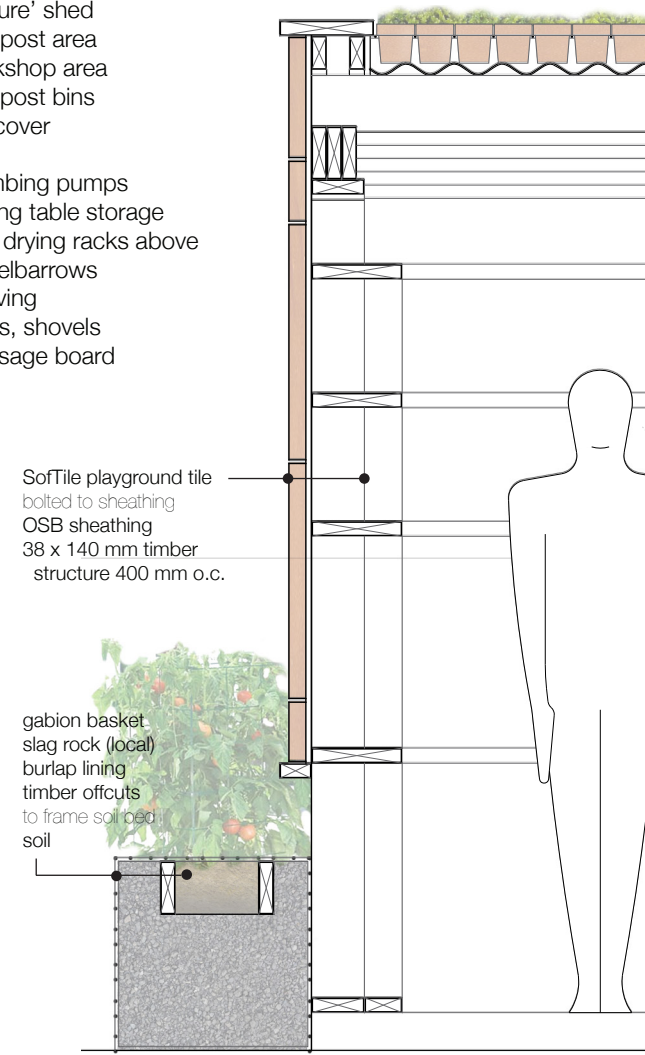 ure’ shed
post area
kshop area
post bins
cover
mbing pumps
ng table storage
drying racks above
elbarrows
ving
s, shovels
sage board
SofTile playground tile
bolted to sheathing
OSB sheathing
38 x 140 mm timber
structure 400 mm o.c.
gabion basket
slag rock (local)
burlap lining
timber offcuts
to frame soil bed
soil